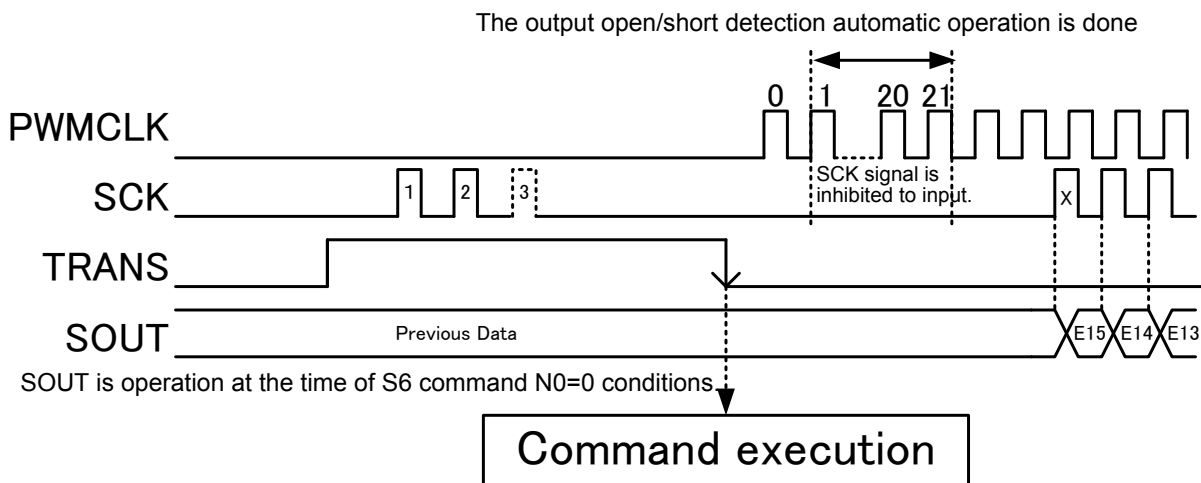 The output open/short detection automatic operation is done
0 1 20 21
PWMCLK
SCK signal is
inhibited to input.
SCK
1 2 3 X
TRANS
SOUT
Previous Data
E15 E14 E13
SOUT is operation at the time of S6 command N0=0 conditions.
Command execution